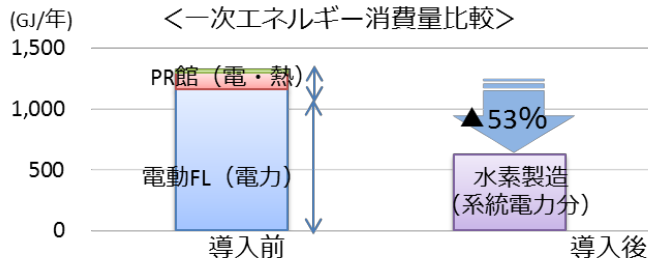 (GJ/年)
＜一次エネルギー消費量比較＞
1,500
1,000
500
0
PR館（電・熱）
電動FL（電力）
▲53%
水素製造
（系統電力分）
導入前
導入後